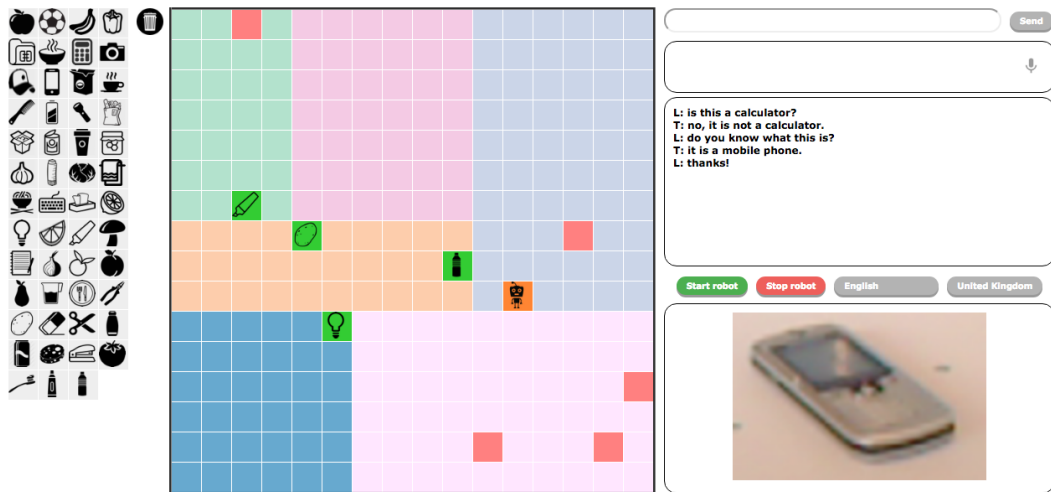 Send
L: is this a calculator?
T: no, it is not a calculator.
L: do you know what this is?
T: it is a mobile phone.
L: thanks!
Start robot
Stop robot
English
United Kingdom